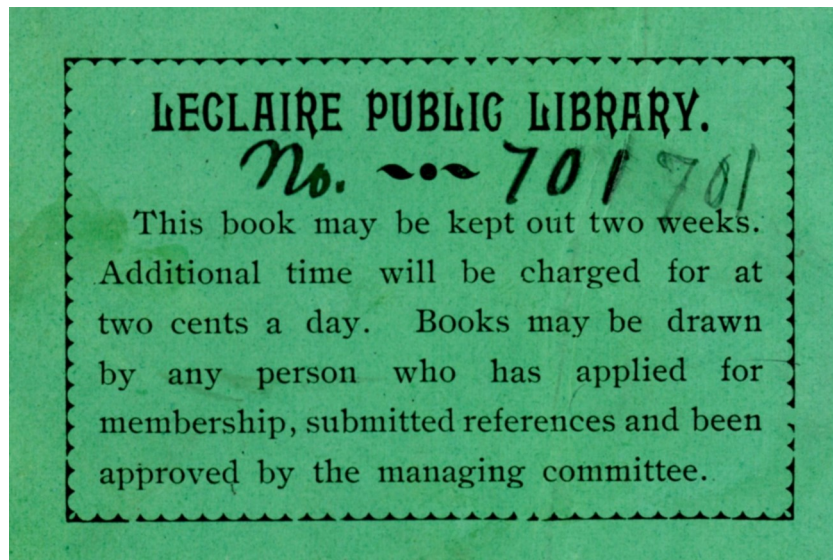 LECLAIRE PUBLIC LIBRARY.
No. 701 701
This book may be kept out two weeks.
Additional time will be charged for at
two cents a day. Books may be drawn
by any person who has applied for
membership, submitted references and been
approved by the managing committee.